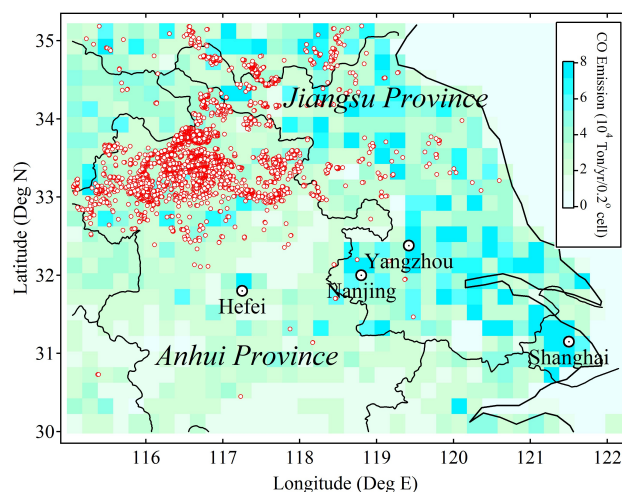 35
34
33
32
31
30
Latitude (Deg N)
116
117
118
119
120
121
122
Longitude (Deg E)
Jiangsu Province
Yangzhou
Nanjing
Hefei
Anhui Province
Shanghai
8
6
4
2
0
CO Emission (10⁴ Ton/yr/0.2° cell)